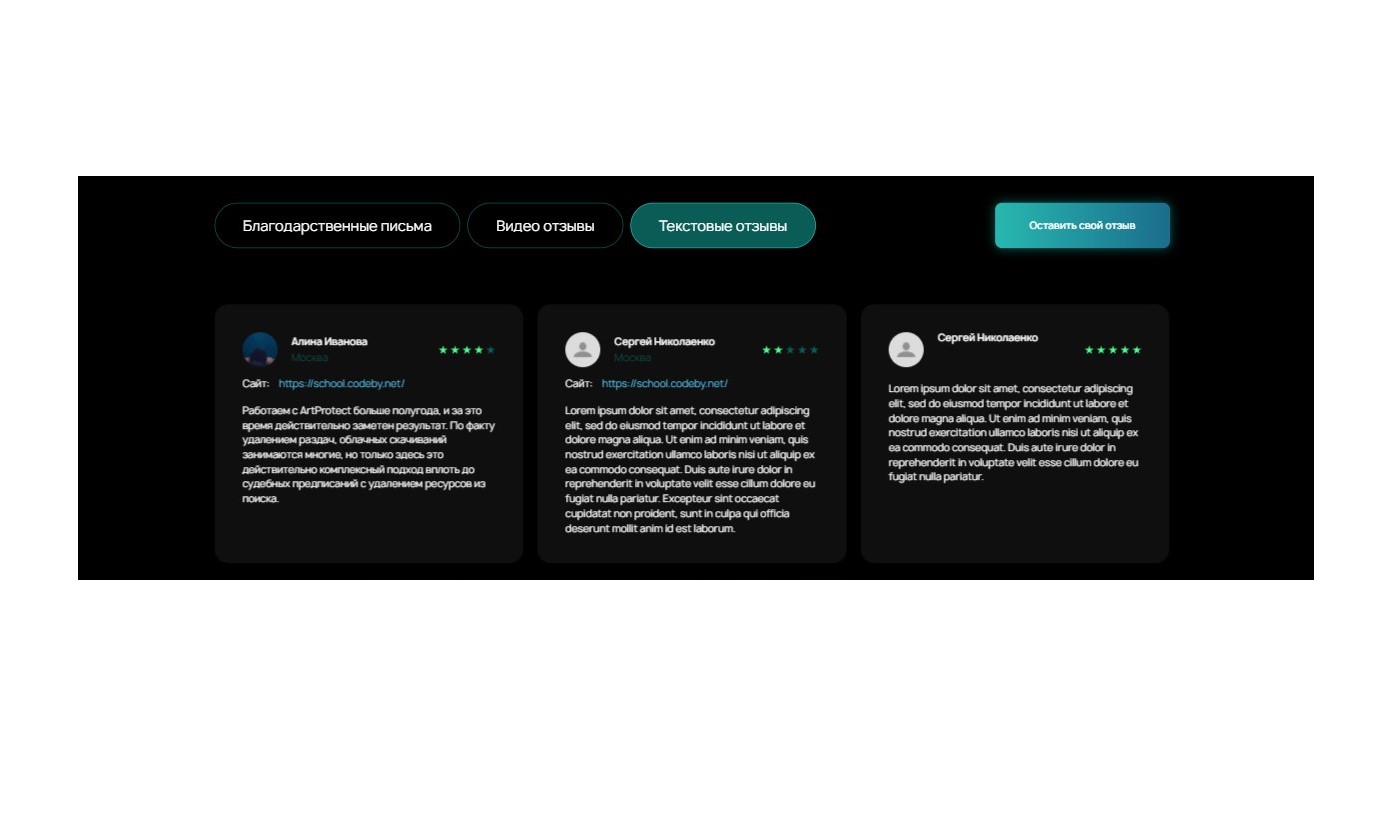 Благодарственные письма
Видео отзывы
Текстовые отзывы
Оставить свой отзыв
Алина Иванова
Москва
Сайт: https://school.codeby.net/
Работаем с ArtProtect больше полугода, и за это
время действительно заметен результат. По факту
удалением раздач, облачных скачиваний
занимаются многие, но только здесь это
действительно комплексный подход вплоть до
судебных предписаний с удалением ресурсов из
поиска.
Сергей Николаенко
Москва
Сайт: https://school.codeby.net/
Lorem ipsum dolor sit amet, consectetur adipiscing
elit, sed do eiusmod tempor incididunt ut labore et
dolore magna aliqua. Ut enim ad minim veniam, quis
nostrud exercitation ullamco laboris nisi ut aliquip ex
ea commodo consequat. Duis aute irure dolor in
reprehenderit in voluptate velit esse cillum dolore eu
fugiat nulla pariatur. Excepteur sint occaecat
cupidatat non proident, sunt in culpa qui officia
deserunt mollit anim id est laborum.
Сергей Николаенко
Lorem ipsum dolor sit amet, consectetur adipiscing
elit, sed do eiusmod tempor incididunt ut labore et
dolore magna aliqua. Ut enim ad minim veniam, quis
nostrud exercitation ullamco laboris nisi ut aliquip ex
ea commodo consequat. Duis aute irure dolor in
reprehenderit in voluptate velit esse cillum dolore eu
fugiat nulla pariatur.